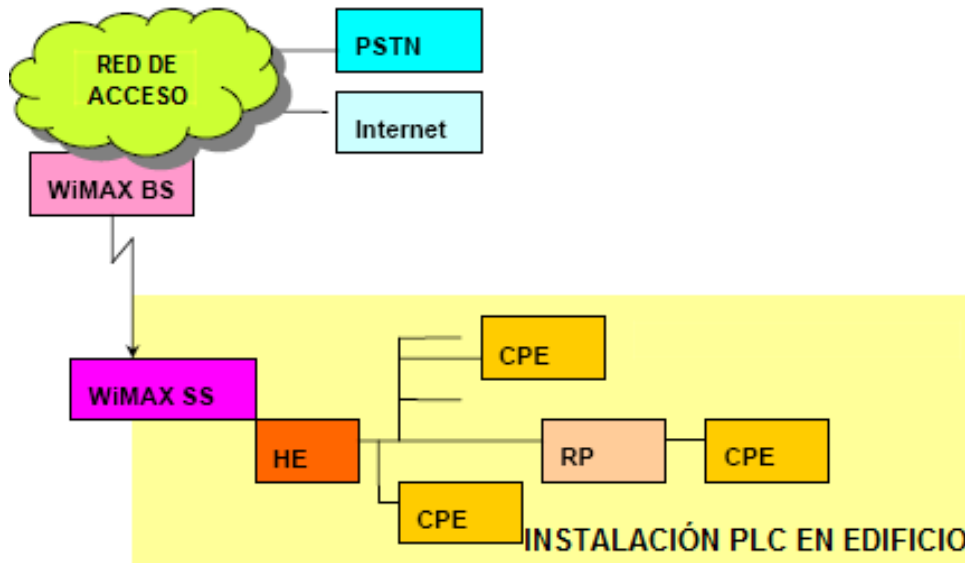 RED DE
ACCESO
PSTN
Internet
WiMAX BS
WiMAX SS
CPE
HE
RP
CPE
CPE
INSTALACIÓN PLC EN EDIFICIO